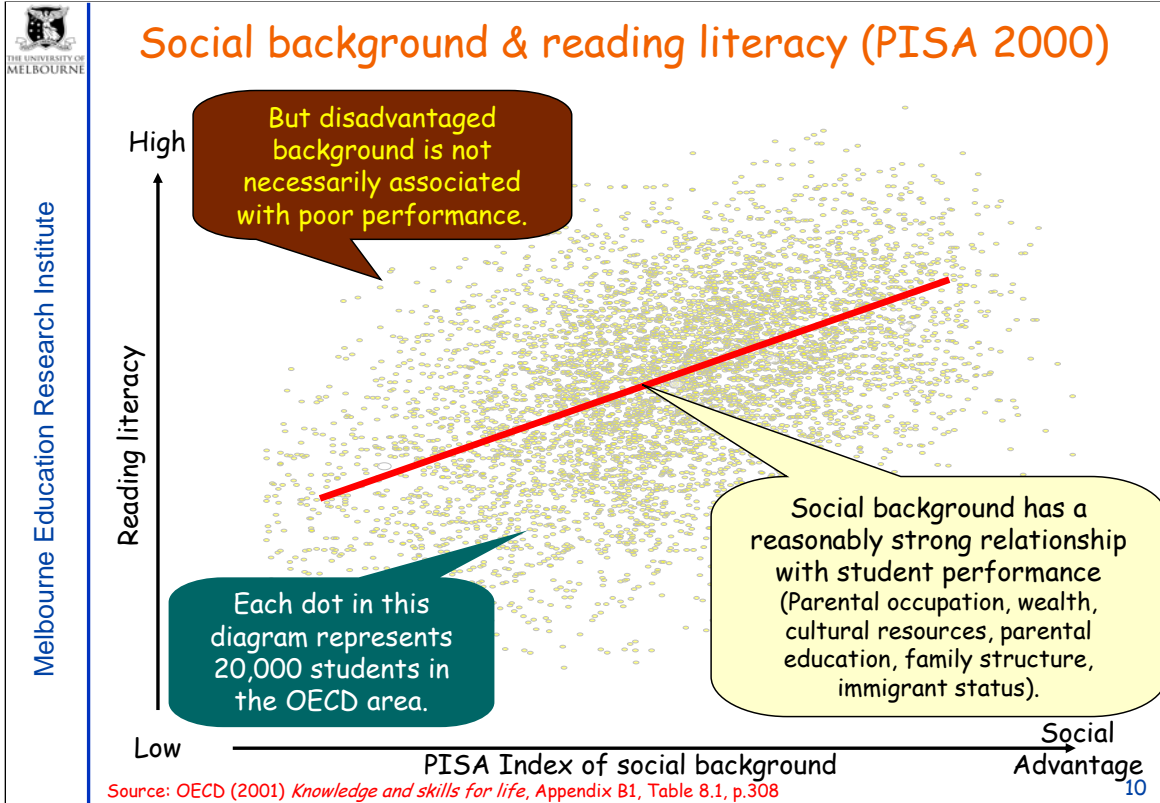 THE UNIVERSITY OF
MELBOURNE
Melbourne Education Research Institute
Social background & reading literacy (PISA 2000)
High
But disadvantaged
background is not
necessarily associated
with poor performance.
Reading literacy
Each dot in this
diagram represents
20,000 students in
the OECD area.
Social background has a
reasonably strong relationship
with student performance
(Parental occupation, wealth,
cultural resources, parental
education, family structure,
immigrant status).
Low
PISA Index of social background
Social
Advantage
Source: OECD (2001) Knowledge and skills for life, Appendix B1, Table 8.1, p.308
10